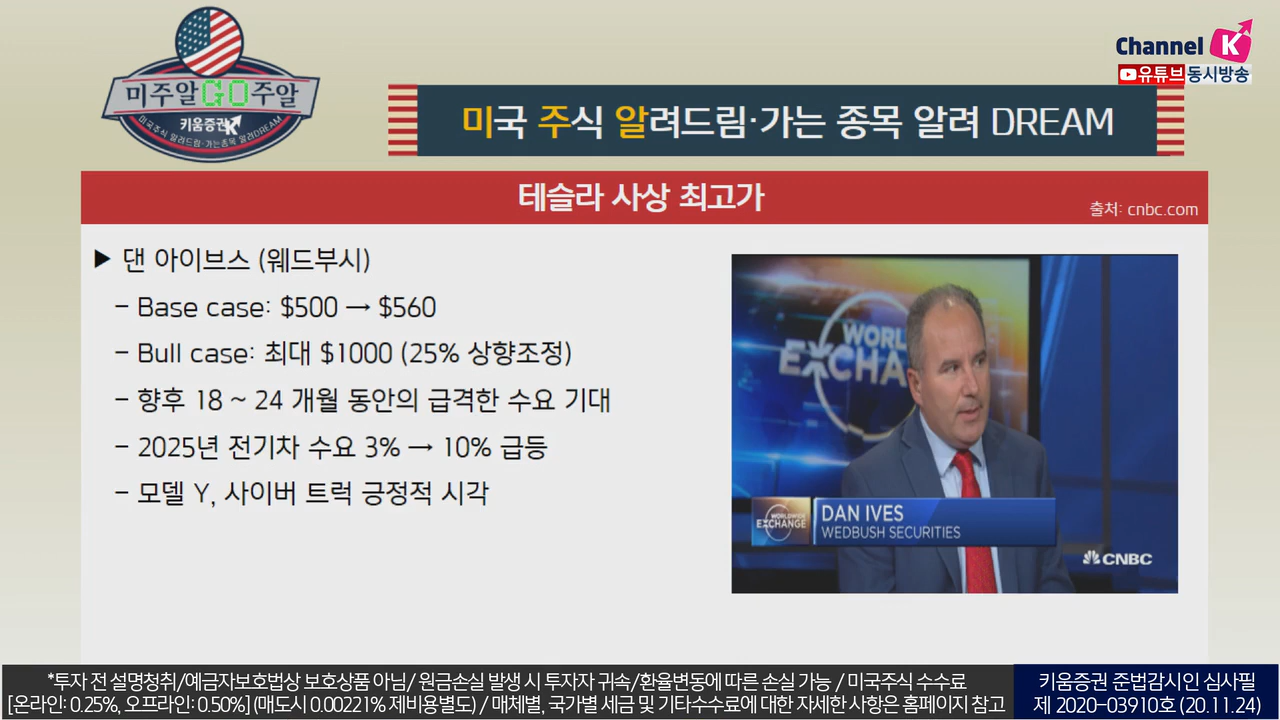 미주알GO주알
키움증권
미국주식 알려드림·가는종목 알려DREAM
Channel K
유튜브동시방송
미국 주식 알려드림·가는 종목 알려 DREAM
테슬라 사상 최고가
출처: cnbc.com
▶ 댄 아이브스 (웨드부시)
- Base case: $500 → $560
- Bull case: 최대 $1000 (25% 상향조정)
- 향후 18 ~ 24 개월 동안의 급격한 수요 기대
- 2025년 전기차 수요 3% → 10% 급등
- 모델 Y, 사이버 트럭 긍정적 시각
WORL
EXCHA
WORLDWIDE
EXCHANGE
DAN IVES
WEDBUSH SECURITIES
CNBC
*투자 전 설명청취/예금자보호법상 보호상품 아님/ 원금손실 발생 시 투자자 귀속/환율변동에 따른 손실 가능 / 미국주식 수수료
[온라인: 0.25%, 오프라인: 0.50%] (매도시 0.00221% 제비용별도) / 매체별, 국가별 세금 및 기타수수료에 대한 자세한 사항은 홈페이지 참고
키움증권 준법감시인 심사필
제 2020-03910호 (20.11.24)